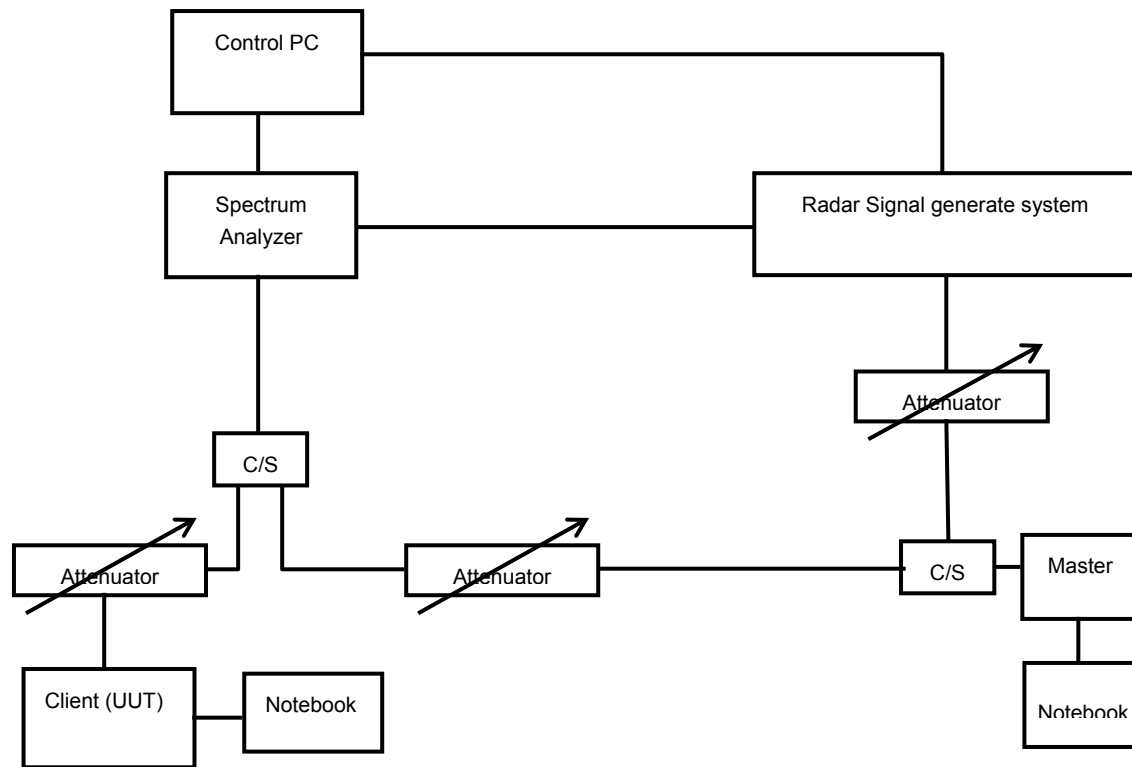 Control PC
Spectrum
Analyzer
Radar Signal generate system
Attenuator
C/S
Attenuator
Attenuator
C/S
Master
Client (UUT)
Notebook
Notebook